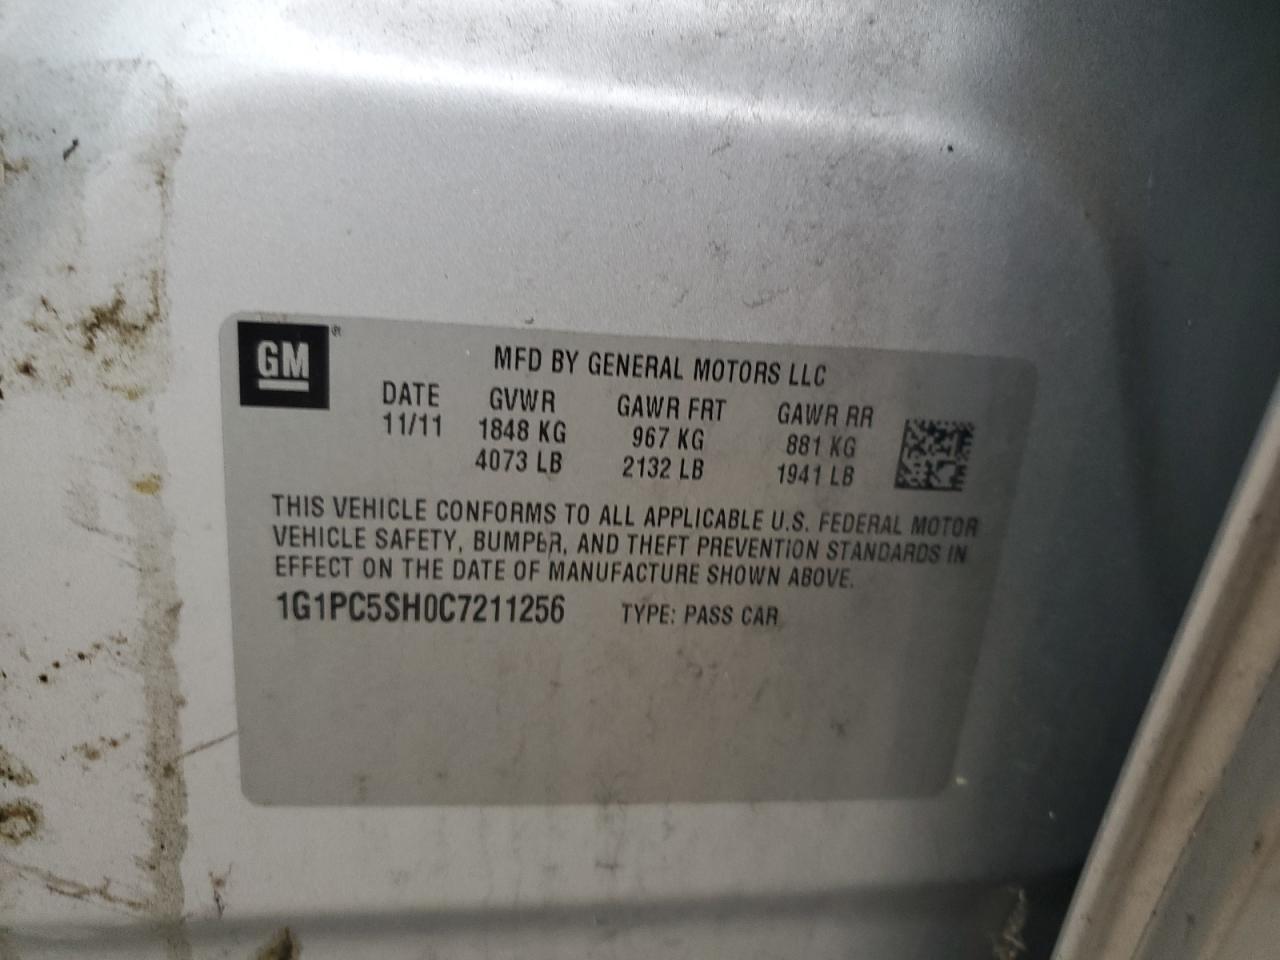 GM ®
MFD BY GENERAL MOTORS LLC
DATE GVWR GAWR FRT GAWR RR
11/11 1848 KG 967 KG 881 KG
4073 LB 2132 LB 1941 LB
THIS VEHICLE CONFORMS TO ALL APPLICABLE U.S. FEDERAL MOTOR
VEHICLE SAFETY, BUMPER, AND THEFT PREVENTION STANDARDS IN
EFFECT ON THE DATE OF MANUFACTURE SHOWN ABOVE.
1G1PC5SH0C7211256 TYPE: PASS CAR